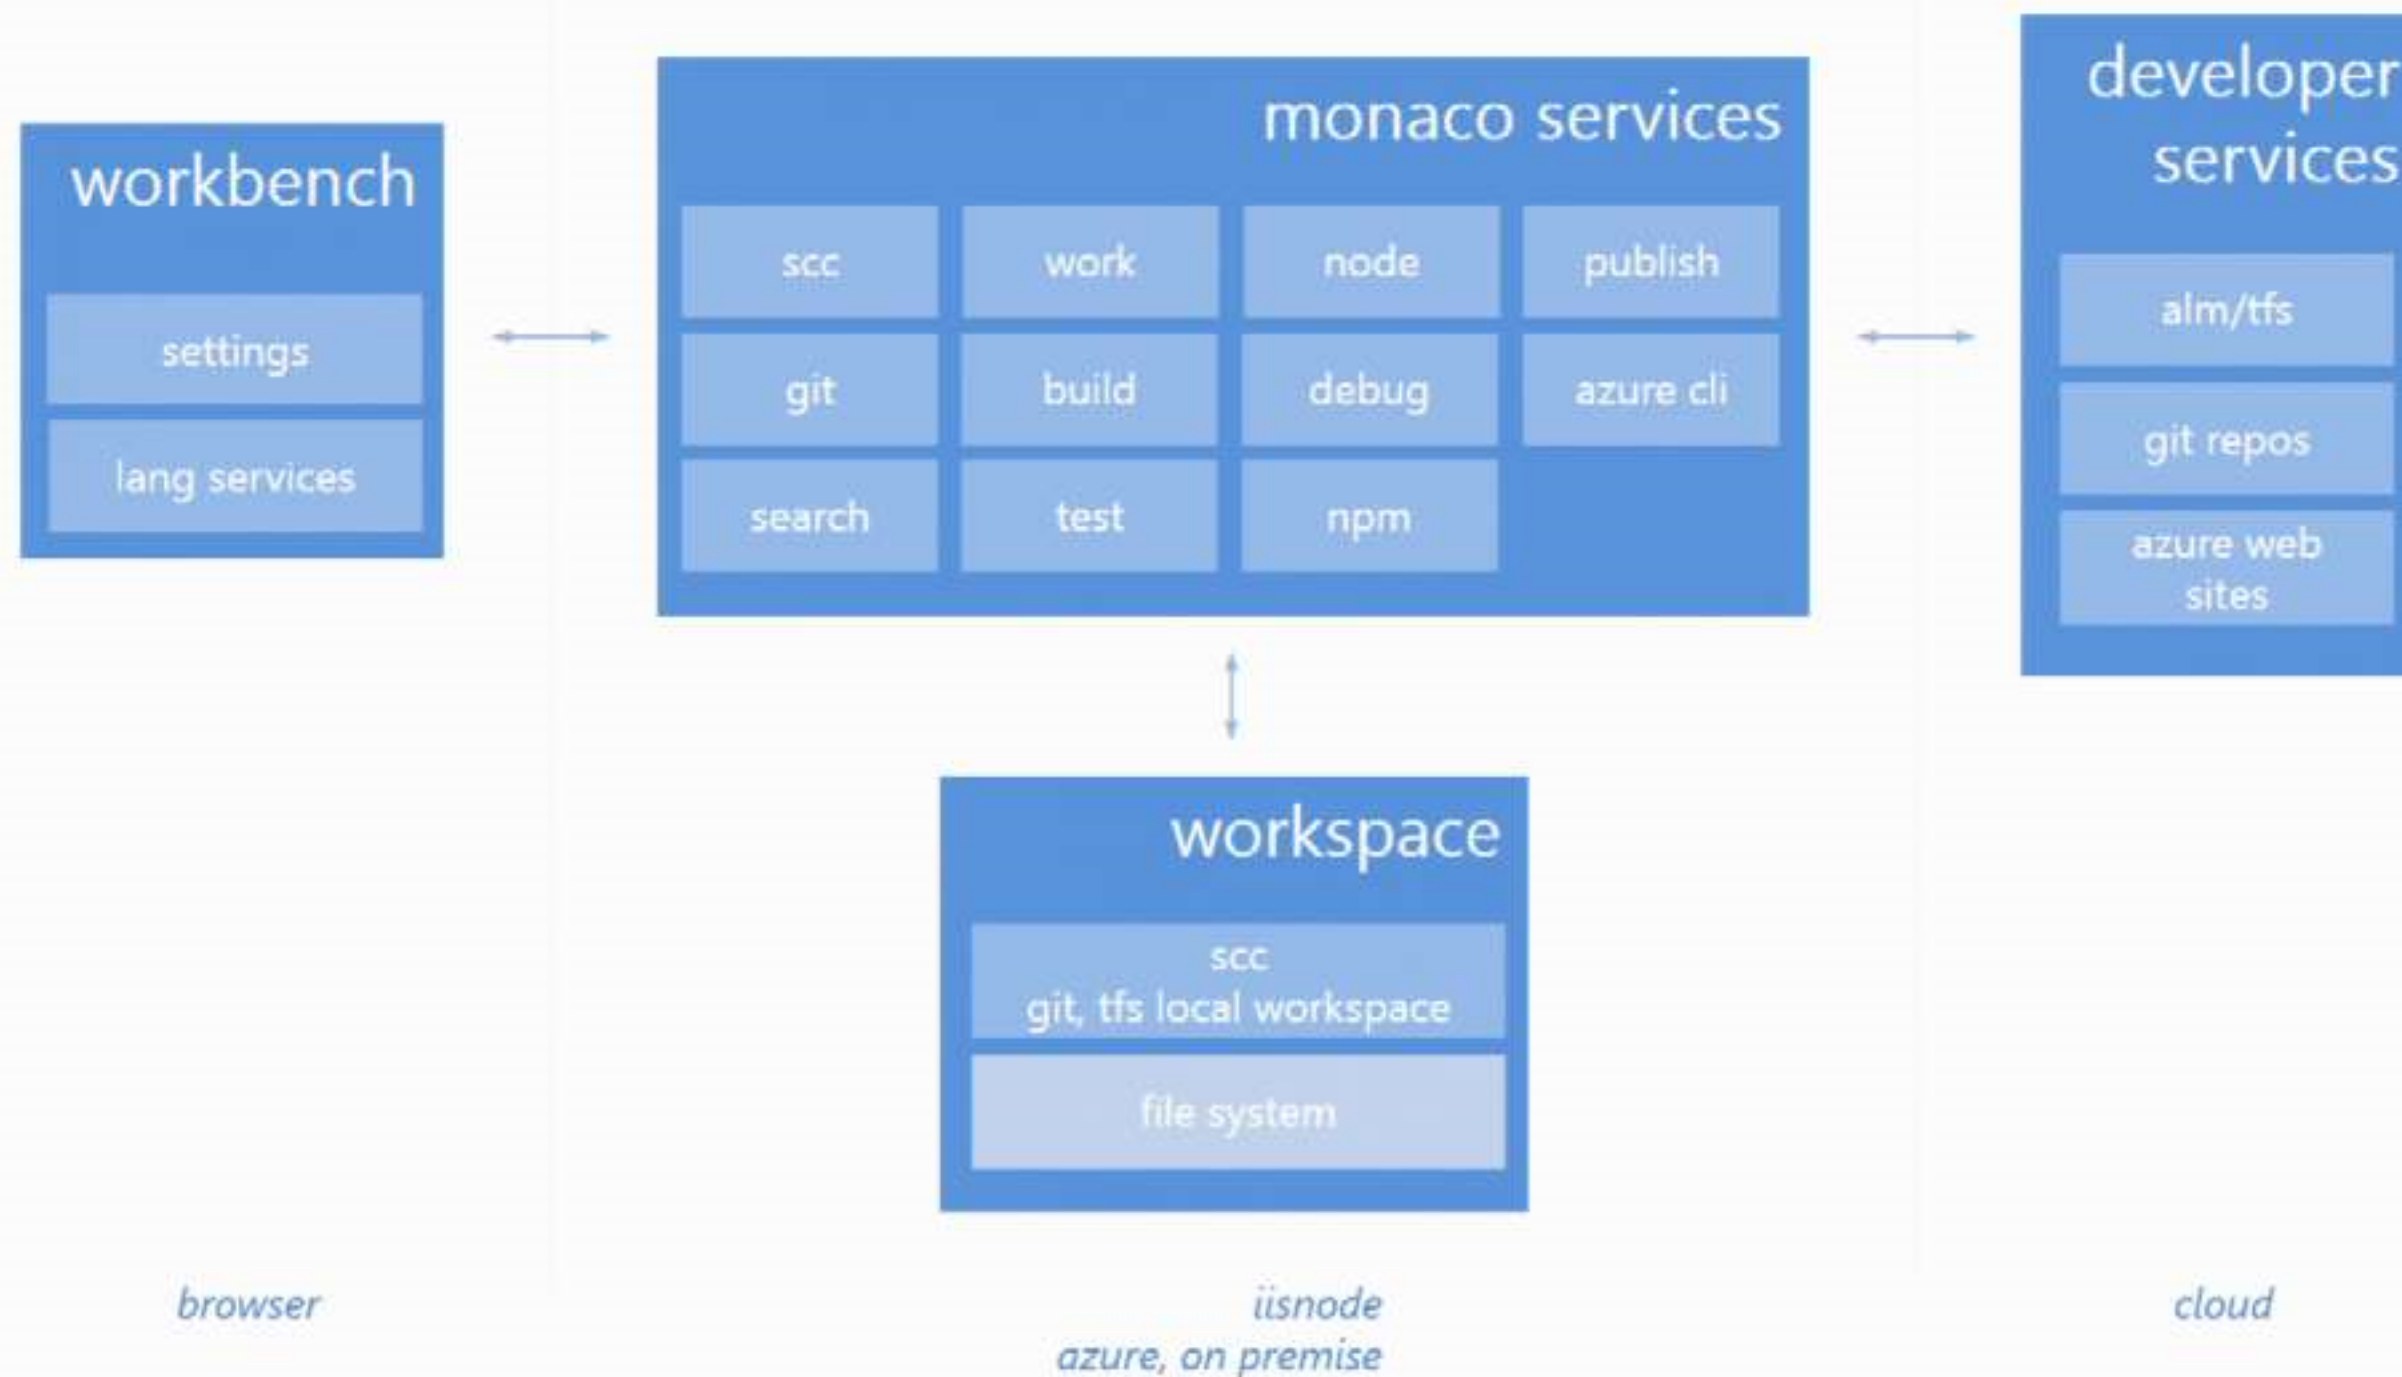 workbench
settings
lang services
monaco services
scc
work
node
publish
git
build
debug
azure cli
search
test
npm
developer
services
alm/tfs
git repos
azure web
sites
workspace
scc
git, tfs local workspace
file system
browser
iisnode
azure, on premise
cloud